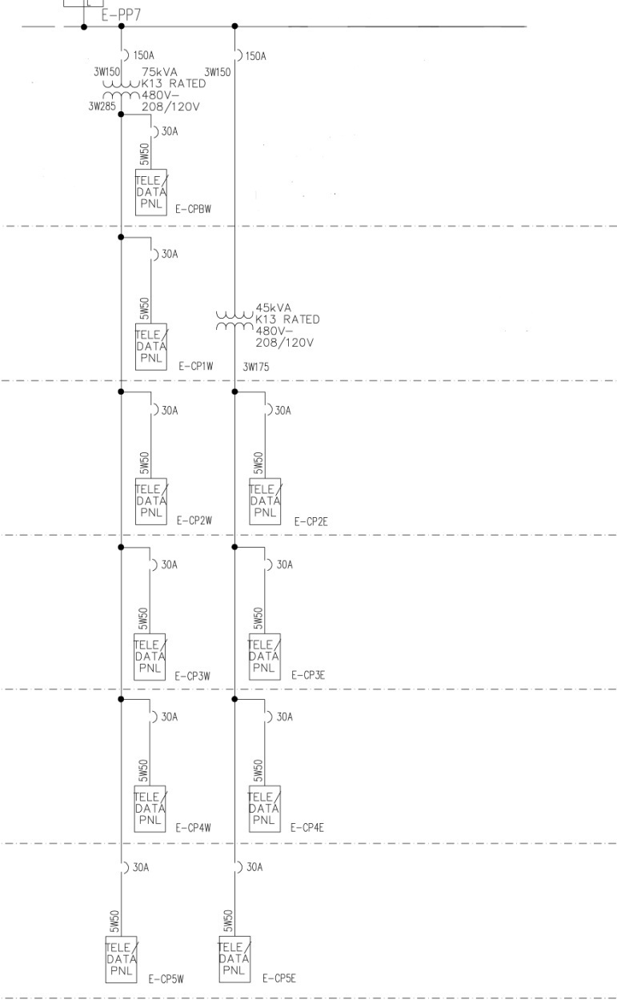 L
E-PP7
150A
150A
3W150
75kVA
3W150
K13 RATED
480V-
3W285
208/120V
30A
5W50
TELE/
DATA
PNL
E-CPBW
30A
5W50
TELE/
DATA
PNL
E-CP1W
45kVA
K13 RATED
480V-
208/120V
3W175
30A
5W50
TELE/
DATA
PNL
E-CP2W
30A
5W50
TELE/
DATA
PNL
E-CP2E
30A
5W50
TELE/
DATA
PNL
E-CP3W
30A
5W50
TELE/
DATA
PNL
E-CP3E
30A
5W50
TELE/
DATA
PNL
E-CP4W
30A
5W50
TELE/
DATA
PNL
E-CP4E
30A
5W50
TELE/
DATA
PNL
E-CP5W
30A
5W50
TELE/
DATA
PNL
E-CP5E